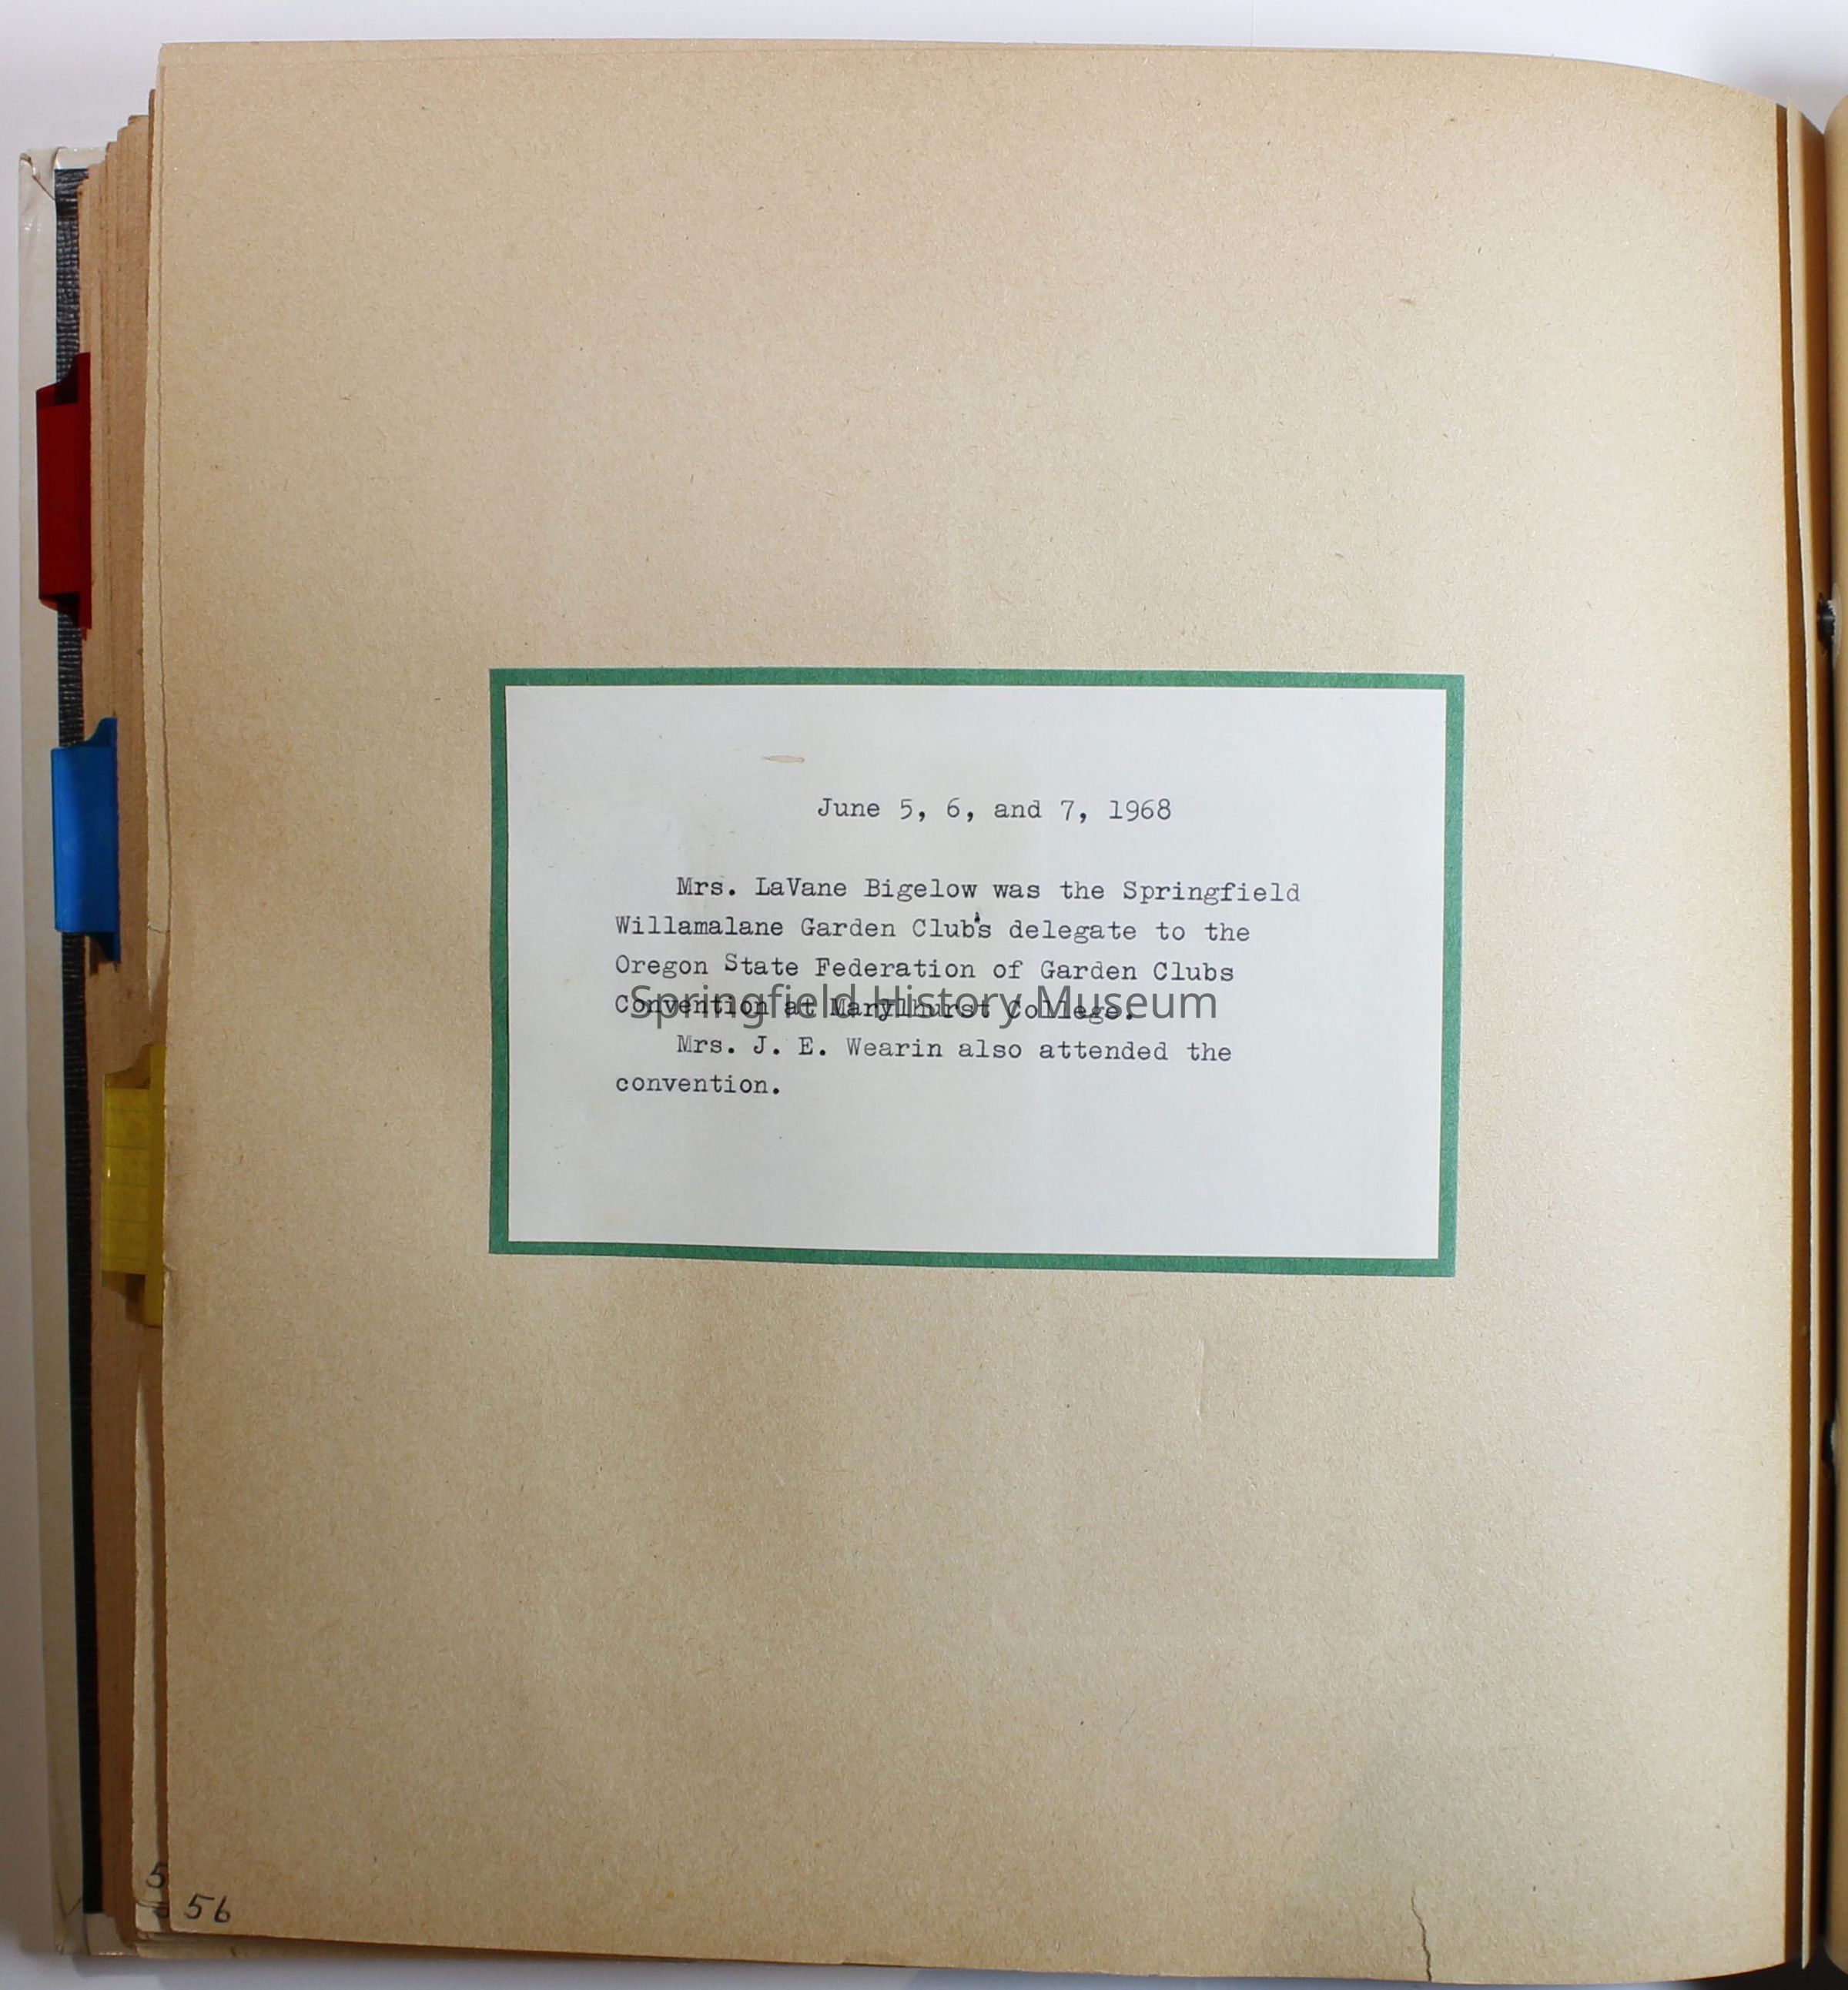 June 5, 6, and 7, 1968
Mrs. LaVane Bigelow was the Springfield
Willamalane Garden Club's delegate to the
Oregon State Federation of Garden Clubs
Convention at Marylhurst College.
Springfield History Museum
Mrs. J. E. Wearin also attended the
convention.
5
56